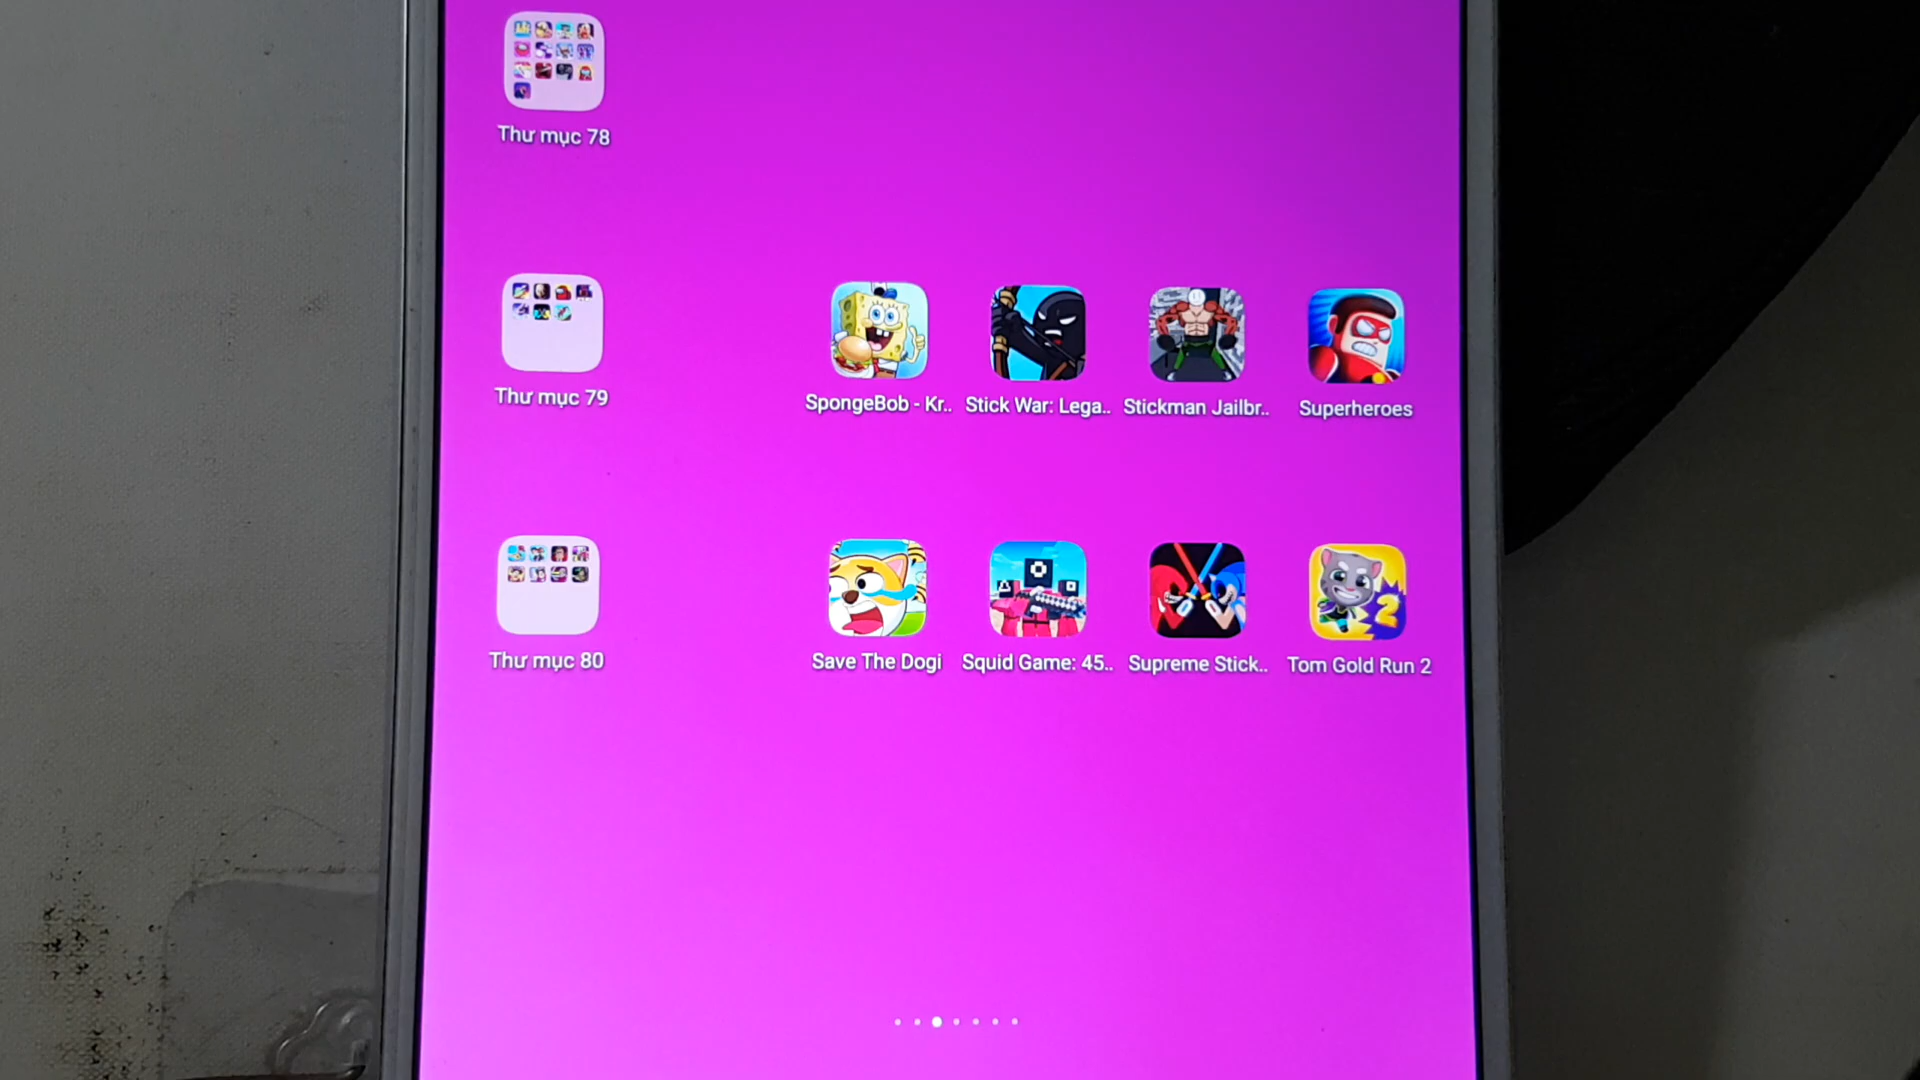 Thư mục 78
Thư mục 79
SpongeBob - Kr..
Stick War: Lega..
Stickman Jailbr..
Superheroes
Thư mục 80
Save The Dogi
Squid Game: 45..
Supreme Stick..
Tom Gold Run 2
2